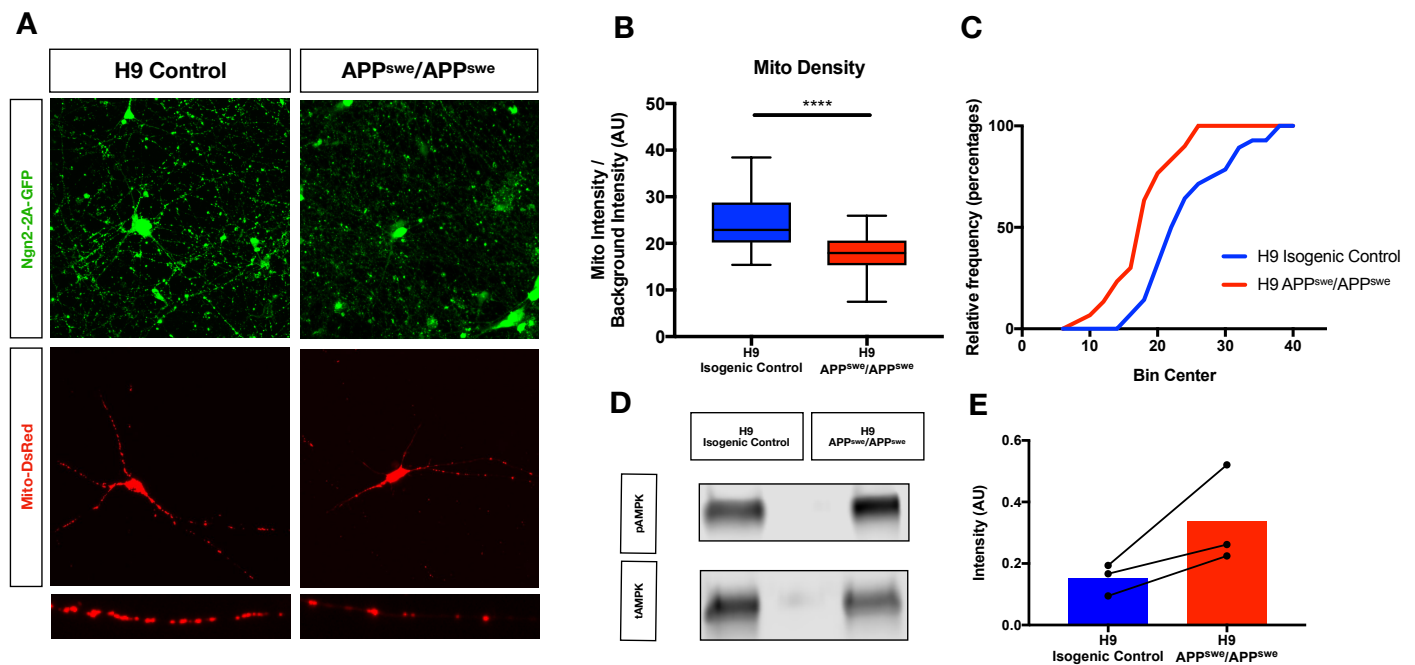 A
H9 Control
APPswe/APPswe
Ngn2-2A-GFP
Mito-DsRed
B
Mito Density
****
Mito Intensity /
Background Intensity (AU)
50
40
30
20
10
0
H9
Isogenic Control
H9
APPswe/APPswe
C
Relative frequency (percentages)
100
50
0
0
10
20
30
40
Bin Center
H9 Isogenic Control
H9 APPswe/APPswe
D
H9
Isogenic Control
H9
APPswe/APPswe
pAMPK
tAMPK
E
Intensity (AU)
0.6
0.4
0.2
0.0
H9
Isogenic Control
H9
APPswe/APPswe